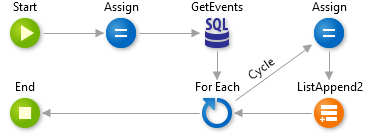 Start
Assign
GetEvents
SQL
Assign
Cycle
End
For Each
ListAppend2